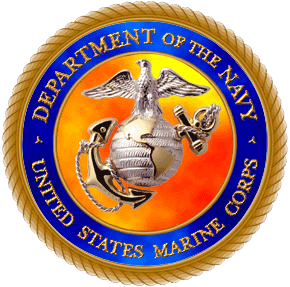 DEPARTMENT OF THE NAVY
UNITED STATES MARINE CORPS